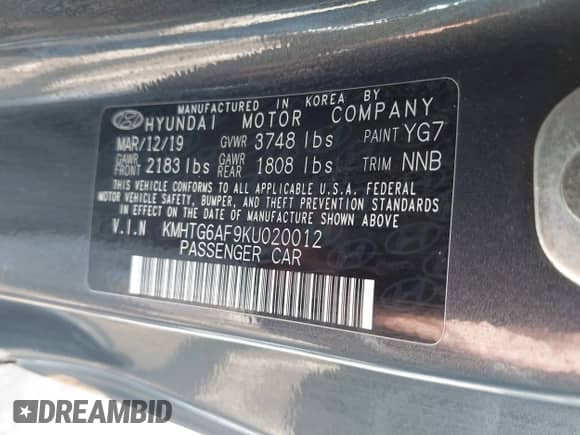 MANUFACTURED IN KOREA BY
HYUNDAI MOTOR COMPANY
MAR/12/19 GVWR 3748 lbs PAINT YG7
GAWR FRONT 2183 lbs GAWR REAR 1808 lbs TRIM NNB
THIS VEHICLE CONFORMS TO ALL APPLICABLE U.S.A. FEDERAL
MOTOR VEHICLE SAFETY, BUMPER, AND THEFT PREVENTION STANDARDS
IN EFFECT ON THE DATE OF MANUFACTURE SHOWN ABOVE
V.I.N KMHTG6AF9KU020012
PASSENGER CAR
DREAMBID